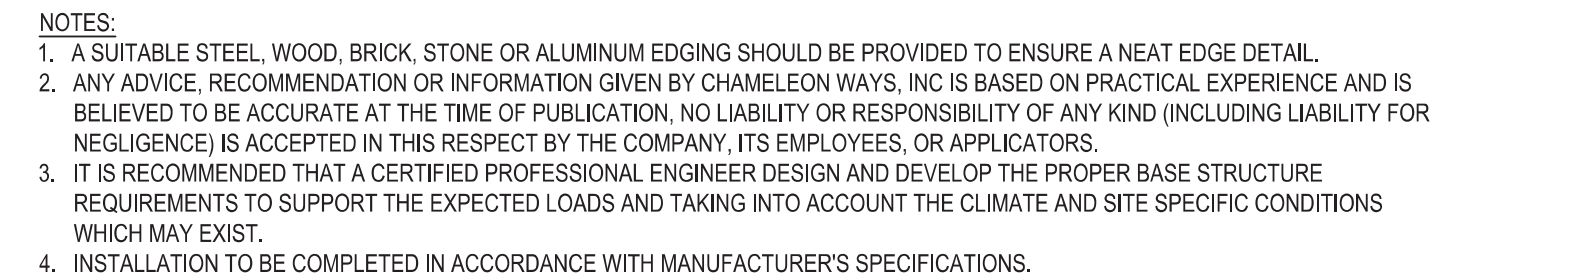 NOTES:
1. A SUITABLE STEEL, WOOD, BRICK, STONE OR ALUMINUM EDGING SHOULD BE PROVIDED TO ENSURE A NEAT EDGE DETAIL.
2. ANY ADVICE, RECOMMENDATION OR INFORMATION GIVEN BY CHAMELEON WAYS, INC IS BASED ON PRACTICAL EXPERIENCE AND IS
BELIEVED TO BE ACCURATE AT THE TIME OF PUBLICATION, NO LIABILITY OR RESPONSIBILITY OF ANY KIND (INCLUDING LIABILITY FOR
NEGLIGENCE) IS ACCEPTED IN THIS RESPECT BY THE COMPANY, ITS EMPLOYEES, OR APPLICATORS.
3. IT IS RECOMMENDED THAT A CERTIFIED PROFESSIONAL ENGINEER DESIGN AND DEVELOP THE PROPER BASE STRUCTURE
REQUIREMENTS TO SUPPORT THE EXPECTED LOADS AND TAKING INTO ACCOUNT THE CLIMATE AND SITE SPECIFIC CONDITIONS
WHICH MAY EXIST.
4. INSTALLATION TO BE COMPLETED IN ACCORDANCE WITH MANUFACTURER'S SPECIFICATIONS.